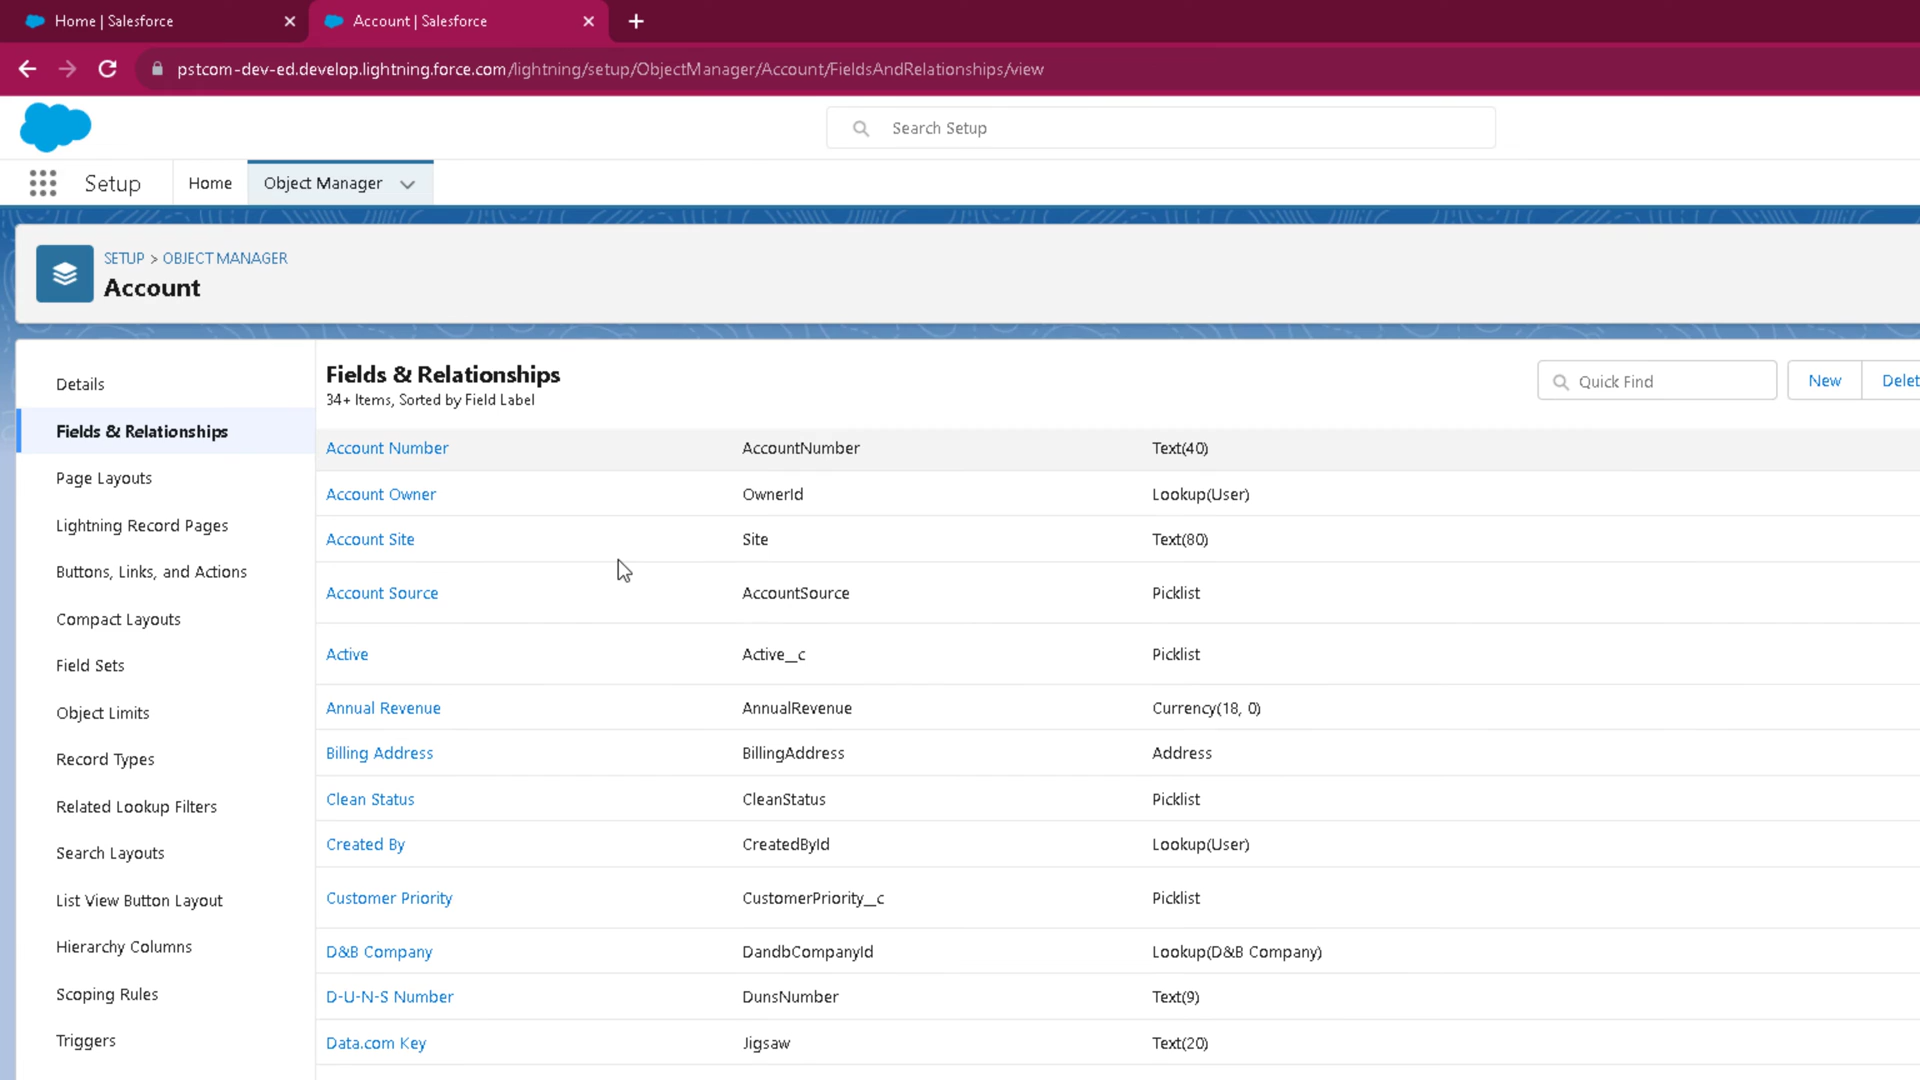 Home | Salesforce
Account | Salesforce
pstcom-dev-ed.develop.lightning.force.com/lightning/setup/ObjectManager/Account/FieldsAndRelationships/view
Search Setup
Setup
Home
Object Manager
SETUP > OBJECT MANAGER
Account
Details
Fields & Relationships
Page Layouts
Lightning Record Pages
Buttons, Links, and Actions
Compact Layouts
Field Sets
Object Limits
Record Types
Related Lookup Filters
Search Layouts
List View Button Layout
Hierarchy Columns
Scoping Rules
Triggers
Fields & Relationships
34+ Items, Sorted by Field Label
Quick Find
New
Delet
Account Number AccountNumber Text(40)
Account Owner OwnerId Lookup(User)
Account Site Site Text(80)
Account Source AccountSource Picklist
Active Active__c Picklist
Annual Revenue AnnualRevenue Currency(18, 0)
Billing Address BillingAddress Address
Clean Status CleanStatus Picklist
Created By CreatedById Lookup(User)
Customer Priority CustomerPriority__c Picklist
D&B Company DandbCompanyId Lookup(D&B Company)
D-U-N-S Number DunsNumber Text(9)
Data.com Key Jigsaw Text(20)